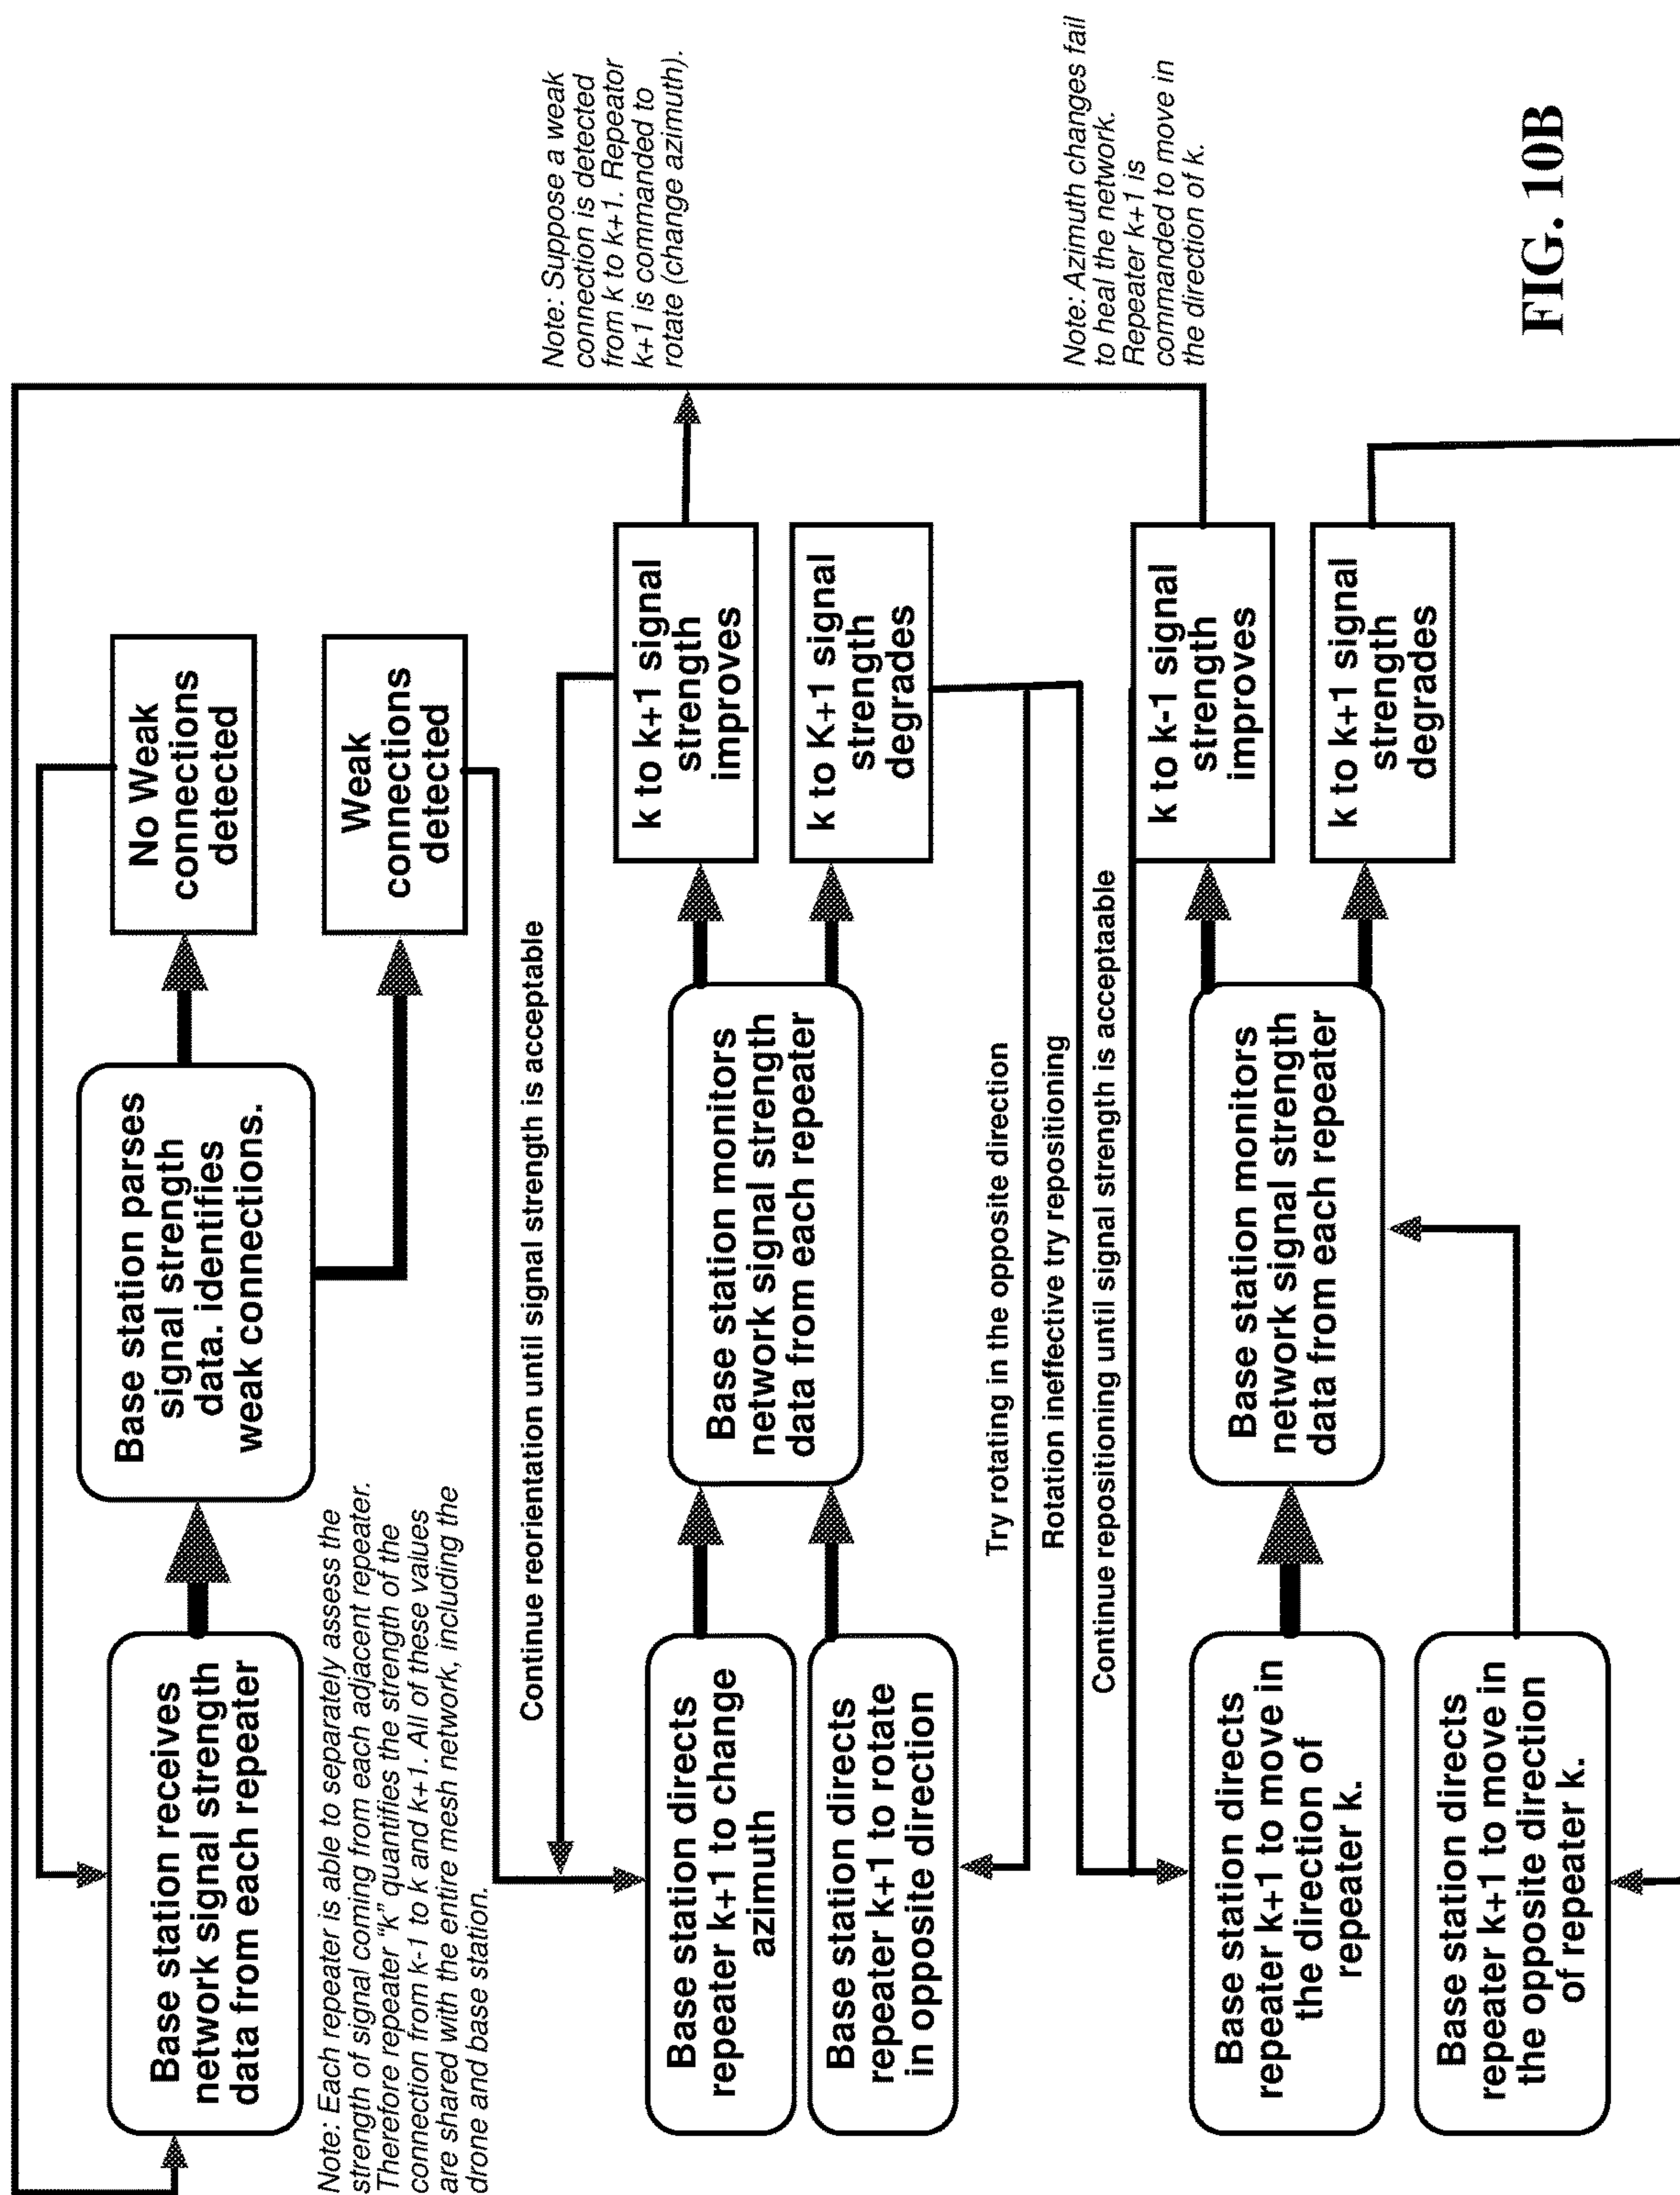 Base station receives
network signal strength
data from each repeater
Base station parses
signal strength
data. identifies
weak connections.
No Weak
connections
detected
Weak
connections
detected
Note: Each repeater is able to separately assess the
strength of signal coming from each adjacent repeater.
Therefore repeater "k" quantifies the strength of the
connection from k-1 to k and k+1. All of these values
are shared with the entire mesh network, including the
drone and base station.
Continue reorientation until signal strength is acceptable
Note: Suppose a weak
connection is detected
from k to k+1. Repeator
k+1 is commanded to
rotate (change azimuth).
Base station directs
repeater k+1 to change
azimuth
Base station directs
repeater k+1 to rotate
in opposite direction
Base station monitors
network signal strength
data from each repeater
k to k+1 signal
strength
improves
k to K+1 signal
strength
degrades
Try rotating in the opposite direction
Rotation ineffective try repositioning
Continue repositioning until signal strength is acceptaable
Note: Azimuth changes fail
to heal the network.
Repeater k+1 is
commanded to move in
the direction of k.
Base station directs
repeater k+1 to move in
the direction of
repeater k.
Base station monitors
network signal strength
data from each repeater
k to k-1 signal
strength
improves
k to k+1 signal
strength
degrades
Base station directs
repeater k+1 to move in
the opposite direction
of repeater k.
FIG. 10B